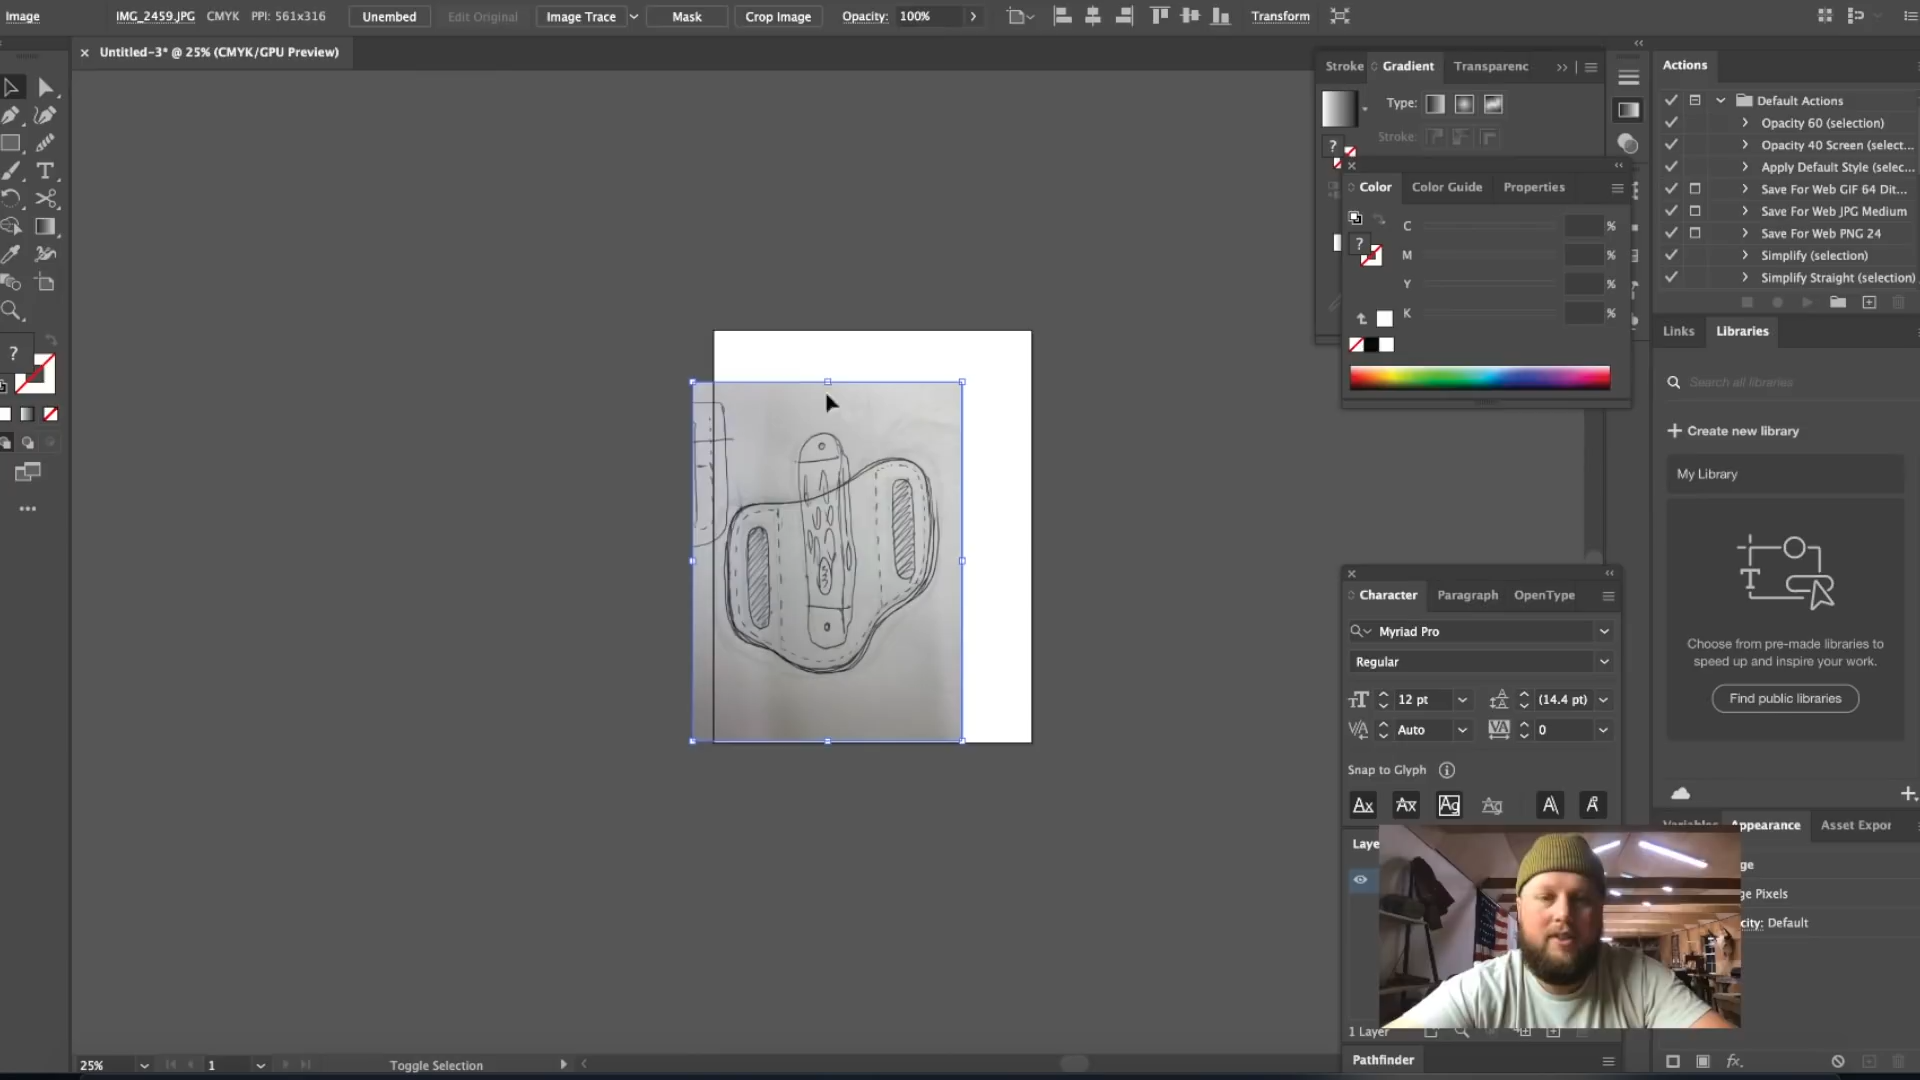 Image
IMG_2459.JPG
CMYK
PPI: 561x316
Unembed
Edit Original
Image Trace
Mask
Crop Image
Opacity:
100%
Transform
Untitled-3* @ 25% (CMYK/GPU Preview)
Stroke
Gradient
Transparenc
Type:
Stroke:
?
Color
Color Guide
Properties
C
%
?
M
%
Y
%
K
%
Actions
Default Actions
Opacity 60 (selection)
Opacity 40 Screen (select...
Apply Default Style (selec...
Save For Web GIF 64 Dit...
Save For Web JPG Medium
Save For Web PNG 24
Simplify (selection)
Simplify Straight (selection)
Links
Libraries
Search all libraries
Create new library
My Library
Choose from pre-made libraries to
speed up and inspire your work.
Find public libraries
?
Character
Paragraph
OpenType
Myriad Pro
Regular
12 pt
(14.4 pt)
Auto
0
Snap to Glyph
Appearance
Asset Expor
Laye
ge
ge Pixels
city: Default
1 Layer
Pathfinder
25%
1
Toggle Selection